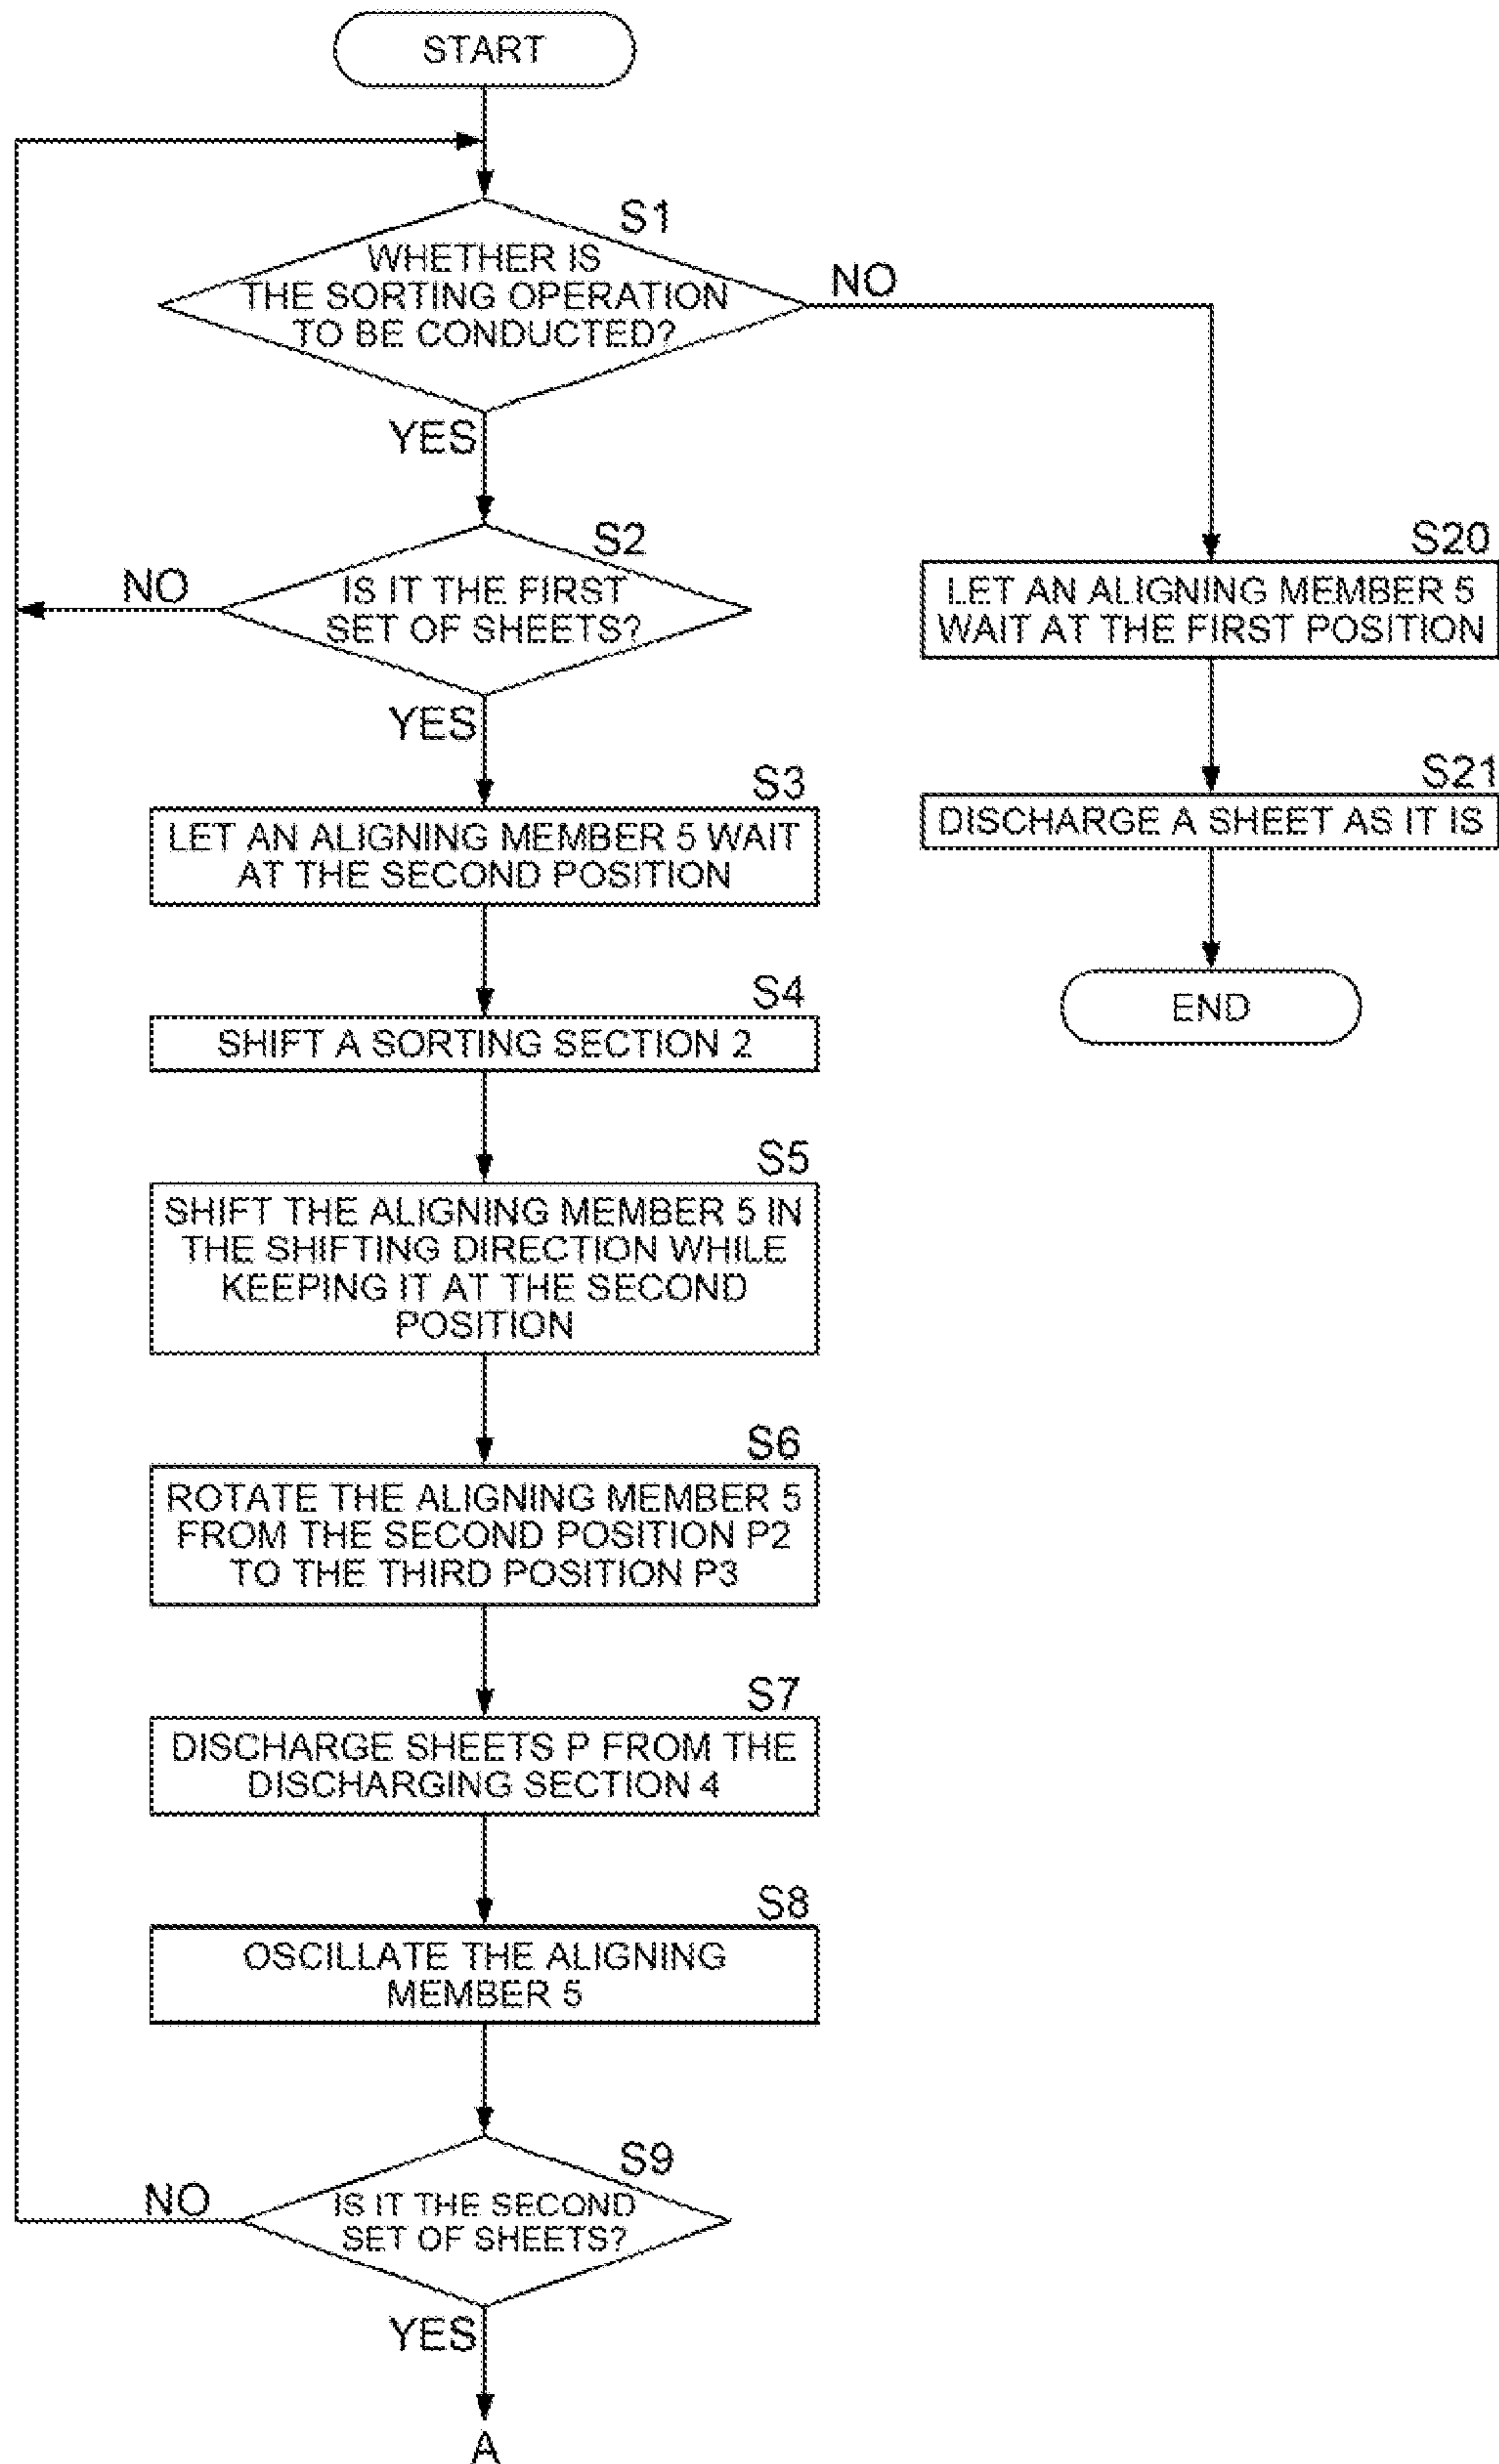 START
S1
WHETHER IS
THE SORTING OPERATION
TO BE CONDUCTED?
NO
YES
S2
IS IT THE FIRST
SET OF SHEETS?
NO
YES
S3
LET AN ALIGNING MEMBER 5 WAIT
AT THE SECOND POSITION
S4
SHIFT A SORTING SECTION 2
S5
SHIFT THE ALIGNING MEMBER 5 IN
THE SHIFTING DIRECTION WHILE
KEEPING IT AT THE SECOND
POSITION
S6
ROTATE THE ALIGNING MEMBER 5
FROM THE SECOND POSITION P2
TO THE THIRD POSITION P3
S7
DISCHARGE SHEETS P FROM THE
DISCHARGING SECTION 4
S8
OSCILLATE THE ALIGNING
MEMBER 5
S9
IS IT THE SECOND
SET OF SHEETS?
NO
YES
A
S20
LET AN ALIGNING MEMBER 5
WAIT AT THE FIRST POSITION
S21
DISCHARGE A SHEET AS IT IS
END